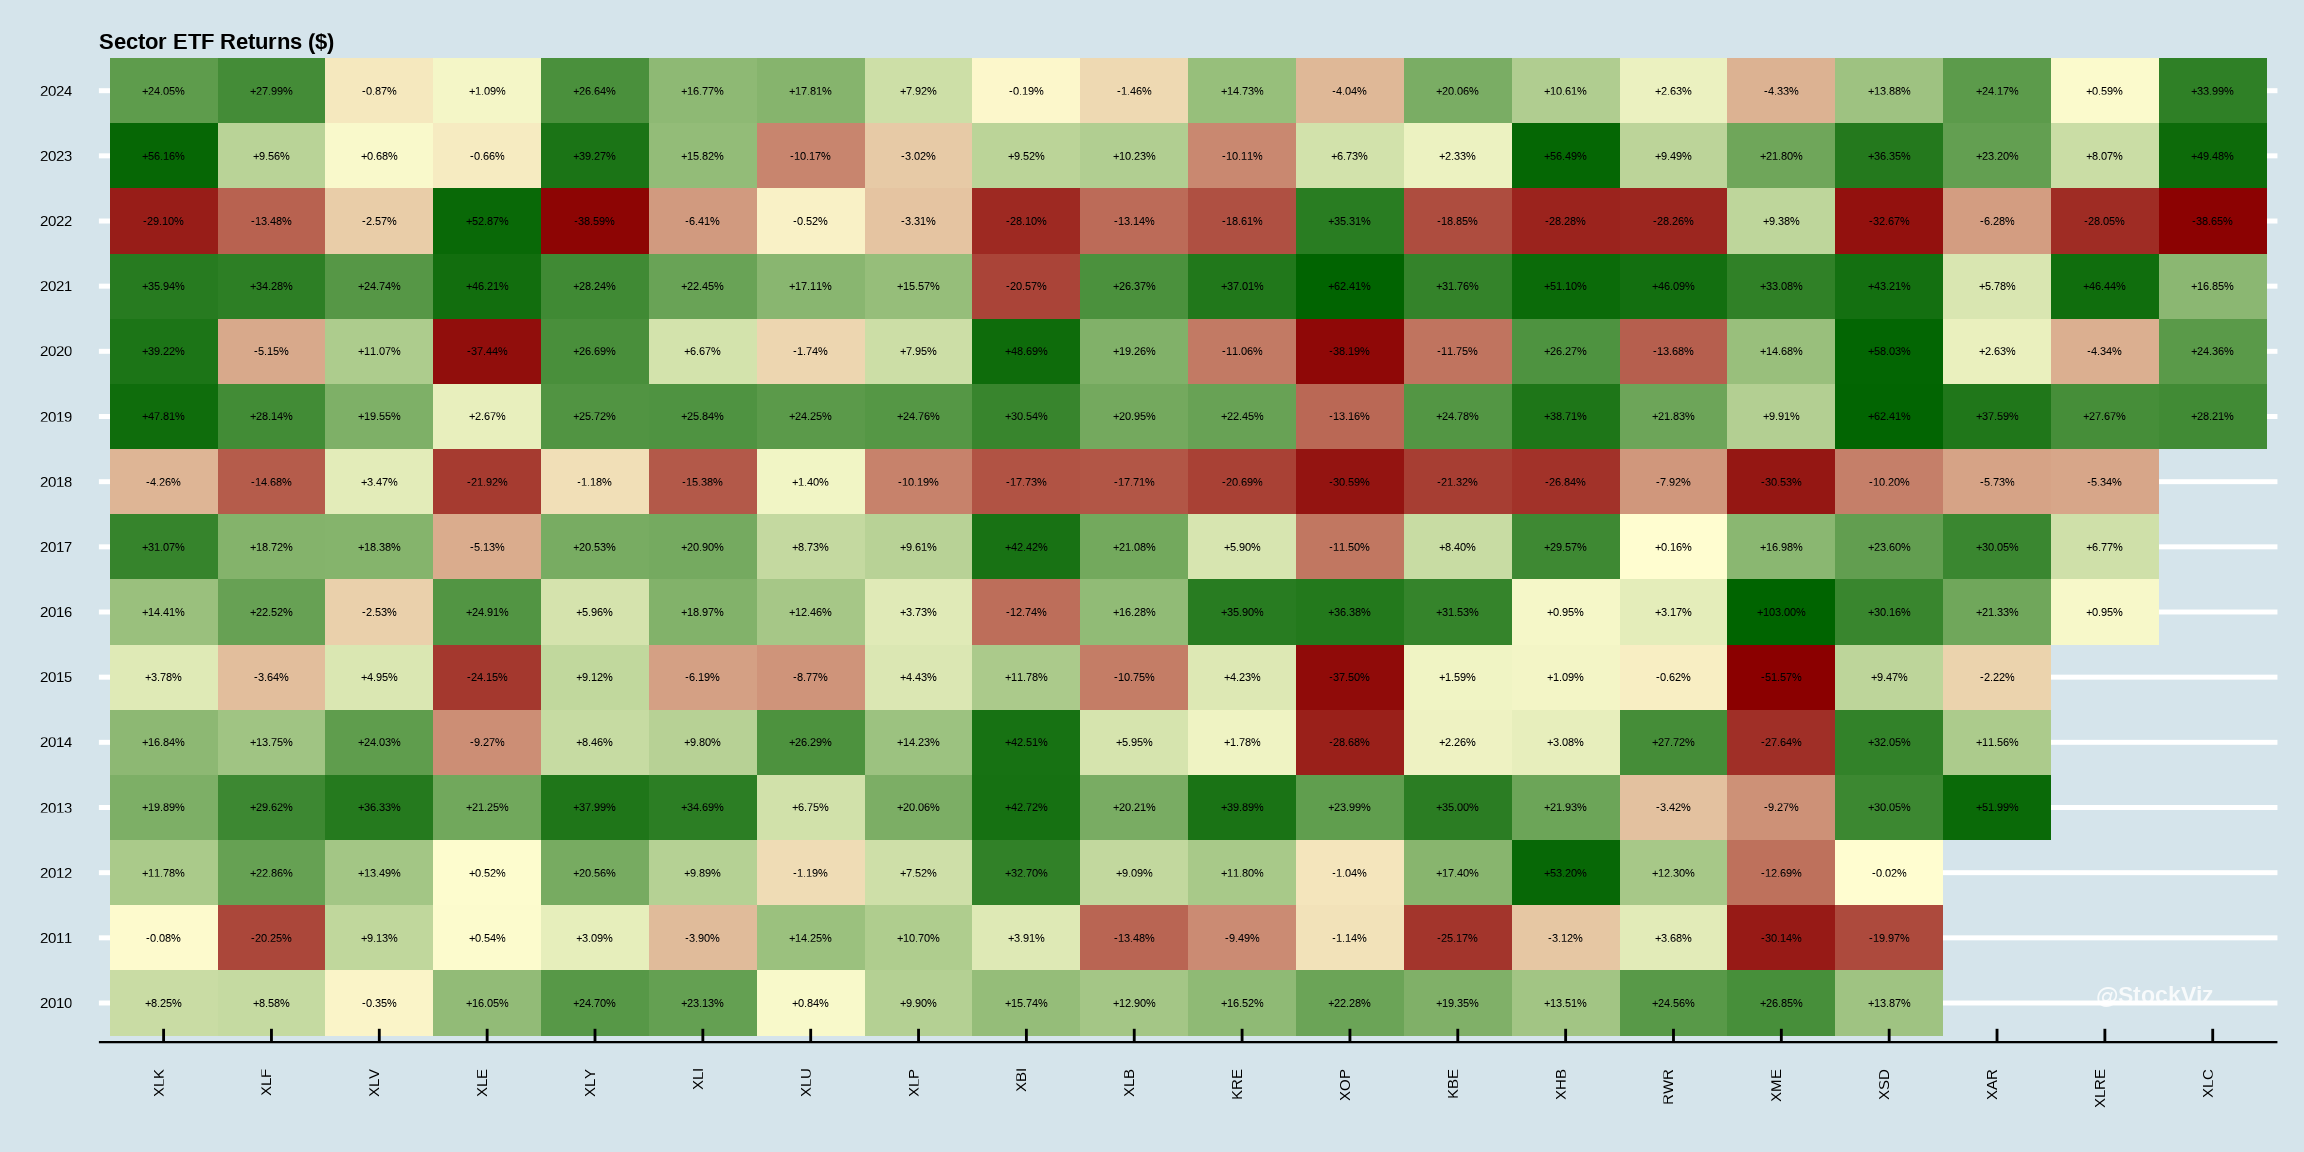 Sector ETF Returns ($)
2024 +24.05% +27.99% -0.87% +1.09% +26.64% +16.77% +17.81% +7.92% -0.19% -1.46% +14.73% -4.04% +20.06% +10.61% +2.63% -4.33% +13.88% +24.17% +0.59% +33.99%
2023 +56.16% +9.56% +0.68% -0.66% +39.27% +15.82% -10.17% -3.02% +9.52% +10.23% -10.11% +6.73% +2.33% +56.49% +9.49% +21.80% +36.35% +23.20% +8.07% +49.48%
2022 -29.10% -13.48% -2.57% +52.87% -38.59% -6.41% -0.52% -3.31% -28.10% -13.14% -18.61% +35.31% -18.85% -28.28% -28.26% +9.38% -32.67% -6.28% -28.05% -38.65%
2021 +35.94% +34.28% +24.74% +46.21% +28.24% +22.45% +17.11% +15.57% -20.57% +26.37% +37.01% +62.41% +31.76% +51.10% +46.09% +33.08% +43.21% +5.78% +46.44% +16.85%
2020 +39.22% -5.15% +11.07% -37.44% +26.69% +6.67% -1.74% +7.95% +48.69% +19.26% -11.06% -38.19% -11.75% +26.27% -13.68% +14.68% +58.03% +2.63% -4.34% +24.36%
2019 +47.81% +28.14% +19.55% +2.67% +25.72% +25.84% +24.25% +24.76% +30.54% +20.95% +22.45% -13.16% +24.78% +38.71% +21.83% +9.91% +62.41% +37.59% +27.67% +28.21%
2018 -4.26% -14.68% +3.47% -21.92% -1.18% -15.38% +1.40% -10.19% -17.73% -17.71% -20.69% -30.59% -21.32% -26.84% -7.92% -30.53% -10.20% -5.73% -5.34%
2017 +31.07% +18.72% +18.38% -5.13% +20.53% +20.90% +8.73% +9.61% +42.42% +21.08% +5.90% -11.50% +8.40% +29.57% +0.16% +16.98% +23.60% +30.05% +6.77%
2016 +14.41% +22.52% -2.53% +24.91% +5.96% +18.97% +12.46% +3.73% -12.74% +16.28% +35.90% +36.38% +31.53% +0.95% +3.17% +103.00% +30.16% +21.33% +0.95%
2015 +3.78% -3.64% +4.95% -24.15% +9.12% -6.19% -8.77% +4.43% +11.78% -10.75% +4.23% -37.50% +1.59% +1.09% -0.62% -51.57% +9.47% -2.22%
2014 +16.84% +13.75% +24.03% -9.27% +8.46% +9.80% +26.29% +14.23% +42.51% +5.95% +1.78% -28.68% +2.26% +3.08% +27.72% -27.64% +32.05% +11.56%
2013 +19.89% +29.62% +36.33% +21.25% +37.99% +34.69% +6.75% +20.06% +42.72% +20.21% +39.89% +23.99% +35.00% +21.93% -3.42% -9.27% +30.05% +51.99%
2012 +11.78% +22.86% +13.49% +0.52% +20.56% +9.89% -1.19% +7.52% +32.70% +9.09% +11.80% -1.04% +17.40% +53.20% +12.30% -12.69% -0.02%
2011 -0.08% -20.25% +9.13% +0.54% +3.09% -3.90% +14.25% +10.70% +3.91% -13.48% -9.49% -1.14% -25.17% -3.12% +3.68% -30.14% -19.97%
2010 +8.25% +8.58% -0.35% +16.05% +24.70% +23.13% +0.84% +9.90% +15.74% +12.90% +16.52% +22.28% +19.35% +13.51% +24.56% +26.85% +13.87%
@StockViz
XLK XLF XLV XLE XLY XLI XLU XLP XBI XLB KRE XOP KBE XHB RWR XME XSD XAR XLRE XLC